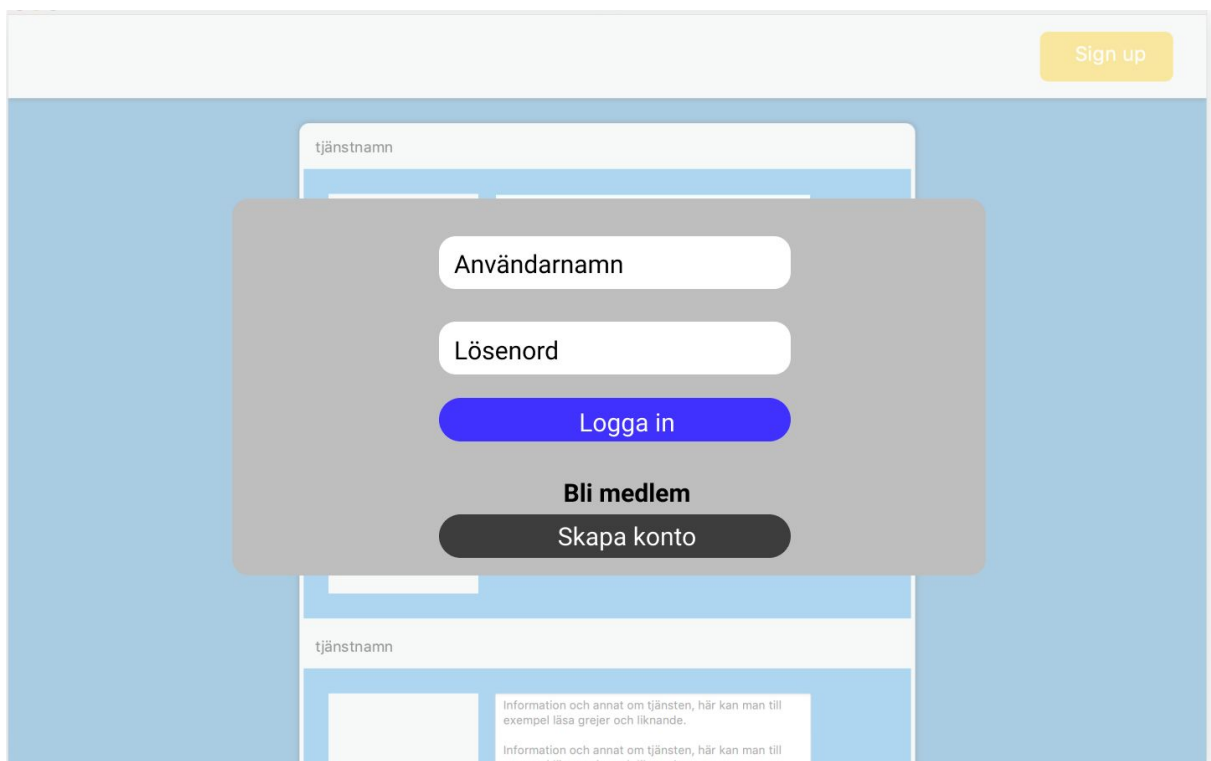 Sign up
tjänstnamn
Användarnamn
Lösenord
Logga in
Bli medlem
Skapa konto
tjänstnamn
Information och annat om tjänsten, här kan man till
exempel läsa grejer och liknande.
Information och annat om tjänsten, här kan man till